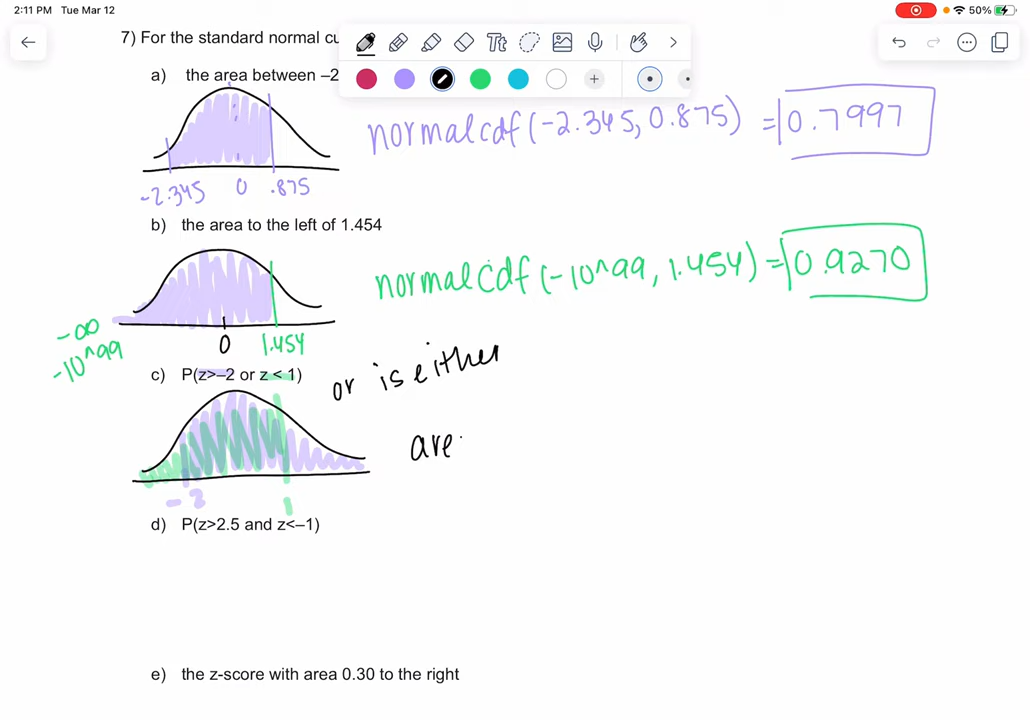 2:11 PM Tue Mar 12
50%
7) For the standard normal cu
Tt
a) the area between –2
normalcdf(-2.345, 0.875) = 0.7997
-2.345 0 .875
b) the area to the left of 1.454
normalcdf(-10^99, 1.454) = 0.9270
-∞
-10^99
0 1.454
c) P(z>–2 or z < 1)
or is either
are
-2 1
d) P(z>2.5 and z<–1)
e) the z-score with area 0.30 to the right